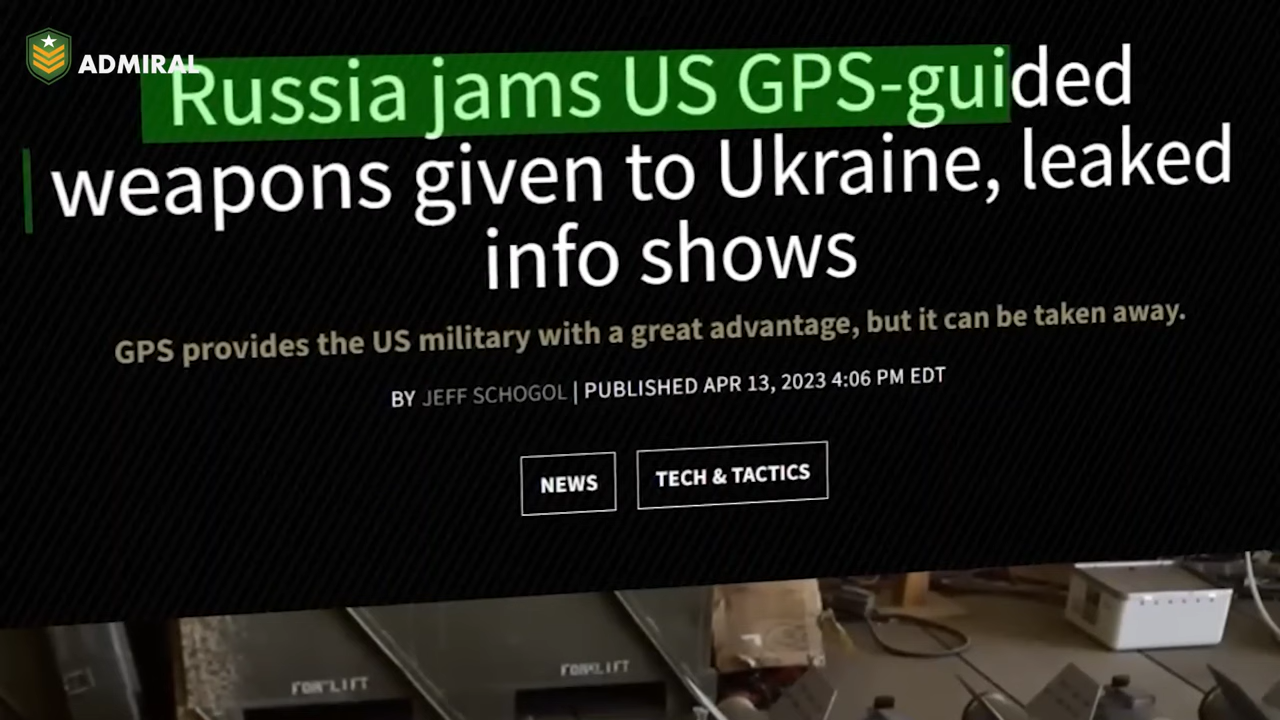 ADMIRAL
Russia jams US GPS-guided
weapons given to Ukraine, leaked
info shows
GPS provides the US military with a great advantage, but it can be taken away.
BY JEFF SCHOGOL | PUBLISHED APR 13, 2023 4:06 PM EDT
NEWS
TECH & TACTICS
FORKLIFT
FORKLIFT